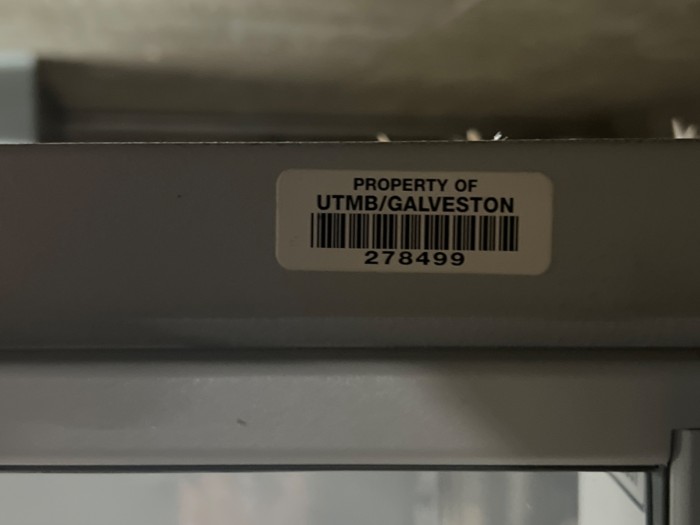 PROPERTY OF
UTMB/GALVESTON
278499